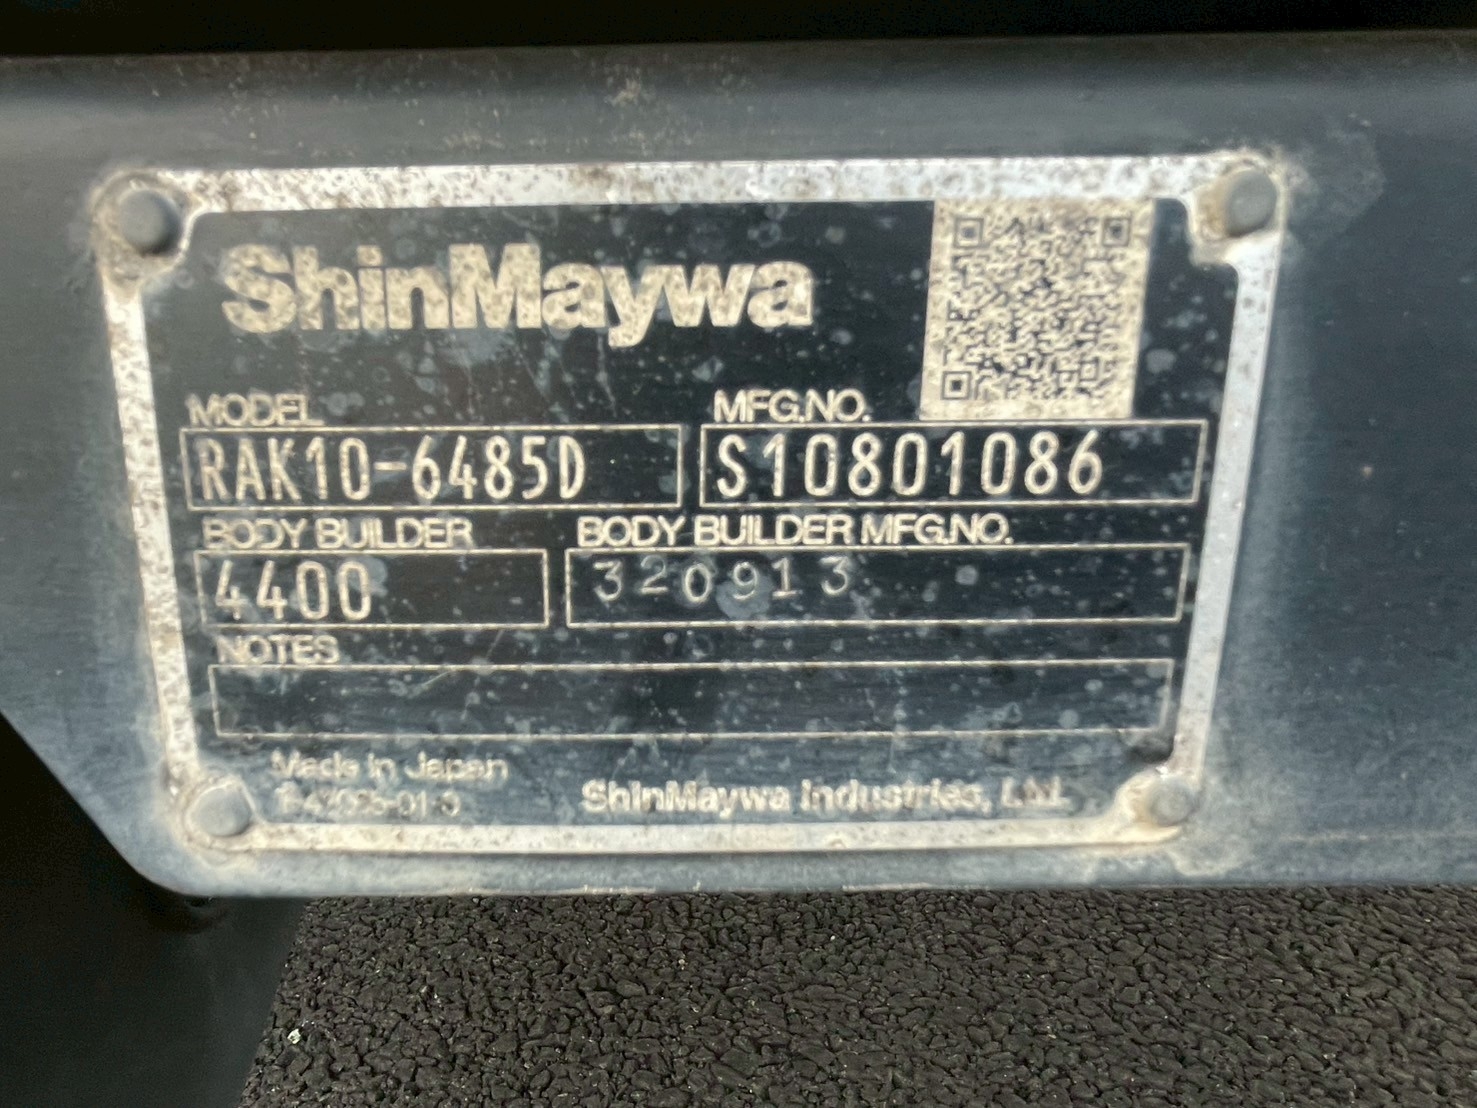 ShinMaywa
MODEL
MFG.NO.
RAK10-6485D
S10801086
BODY BUILDER
BODY BUILDER MFG.NO.
4400
320913
NOTES
Made in Japan
ShinMaywa Industries, Ltd.